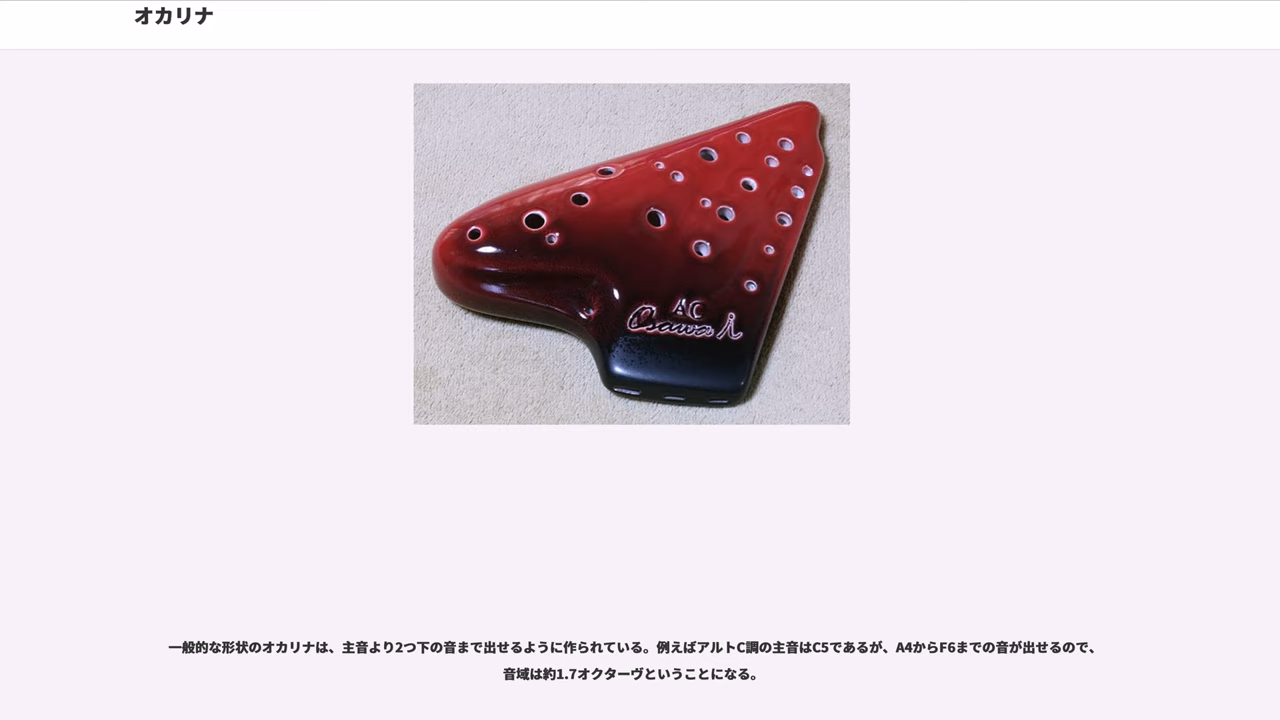 オカリナ
AC
Osawa i
一般的な形状のオカリナは、主音より2つ下の音まで出せるように作られている。例えばアルトC調の主音はC5であるが、A4からF6までの音が出せるので、
音域は約1.7オクターヴということになる。